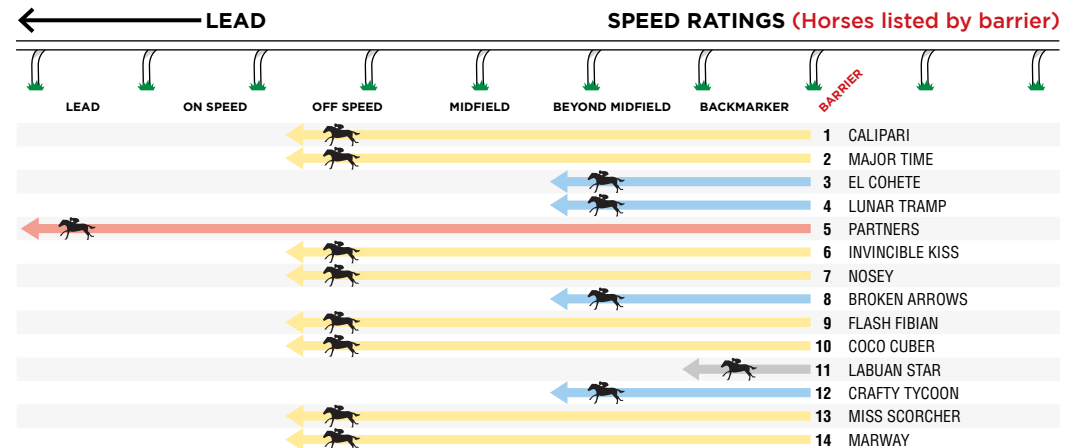 LEAD SPEED RATINGS (Horses listed by barrier)
LEAD ON SPEED OFF SPEED MIDFIELD BEYOND MIDFIELD BACKMARKER BARRIER
1 CALIPARI
2 MAJOR TIME
3 EL COHETE
4 LUNAR TRAMP
5 PARTNERS
6 INVINCIBLE KISS
7 NOSEY
8 BROKEN ARROWS
9 FLASH FIBIAN
10 COCO CUBER
11 LABUAN STAR
12 CRAFTY TYCOON
13 MISS SCORCHER
14 MARWAY